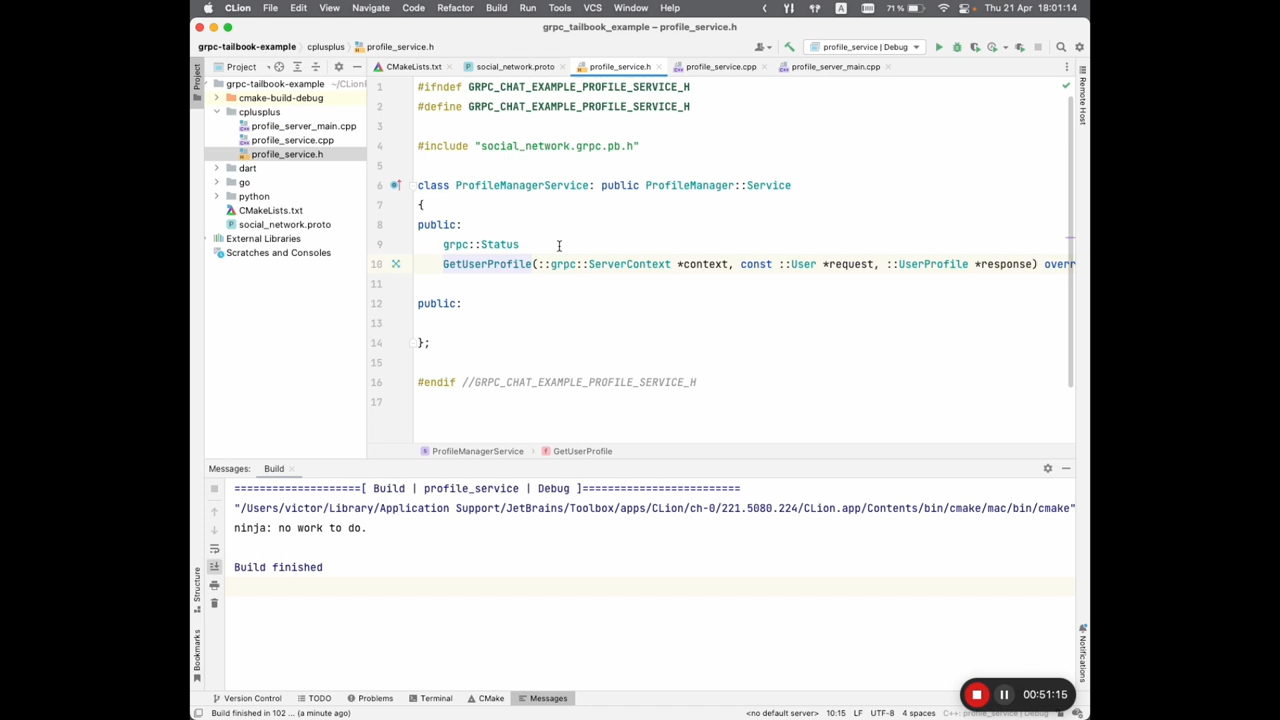 CLion File Edit View Navigate Code Refactor Build Run Tools VCS Window Help A 71 % Thu 21 Apr 18:01:14
grpc_tailbook_example – profile_service.h
grpc-tailbook-example cplusplus profile_service.h profile_service | Debug
Project CMakeLists.txt social_network.proto profile_service.h profile_service.cpp profile_server_main.cpp
Project
Remote Host
grpc-tailbook-example
cmake-build-debug
cplusplus
profile_server_main.cpp
profile_service.cpp
profile_service.h
dart
go
python
CMakeLists.txt
social_network.proto
External Libraries
Scratches and Consoles
1 #ifndef GRPC_CHAT_EXAMPLE_PROFILE_SERVICE_H
2 #define GRPC_CHAT_EXAMPLE_PROFILE_SERVICE_H
3
4 #include "social_network.grpc.pb.h"
5
6 class ProfileManagerService: public ProfileManager::Service
7 {
8 public:
9 grpc::Status
10 GetUserProfile(::grpc::ServerContext *context, const ::User *request, ::UserProfile *response) overr
11
12 public:
13
14 };
15
16 #endif //GRPC_CHAT_EXAMPLE_PROFILE_SERVICE_H
17
ProfileManagerService GetUserProfile
Messages: Build
====================[ Build | profile_service | Debug ]=========================
"/Users/victor/Library/Application Support/JetBrains/Toolbox/apps/CLion/ch-0/221.5080.224/CLion.app/Contents/bin/cmake/mac/bin/cmake"
ninja: no work to do.
Build finished
Structure
Bookmarks
Notifications
Version Control TODO Problems Terminal CMake Messages
00:51:15
Build finished in 102 ... (a minute ago) <no default server> 10:15 LF UTF-8 4 spaces C++: profile_service | Debug